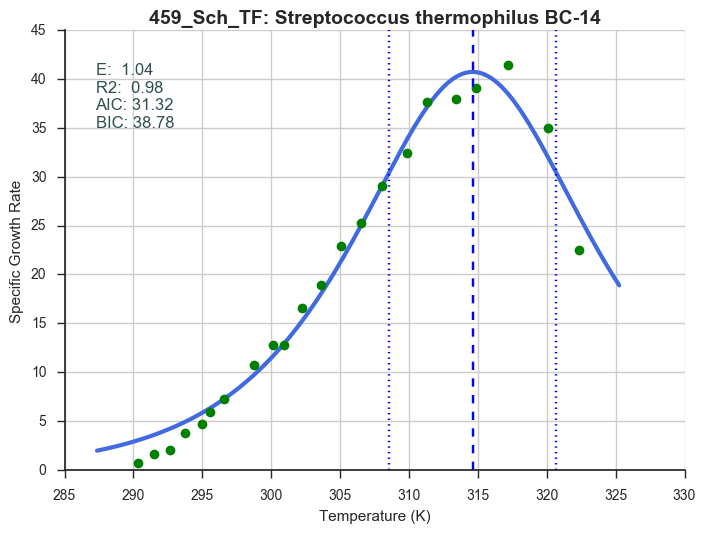 459_Sch_TF: Streptococcus thermophilus BC-14
E:  1.04
R2:  0.98
AIC: 31.32
BIC: 38.78
Specific Growth Rate
45
40
35
30
25
20
15
10
5
0
285 290 295 300 305 310 315 320 325 330
Temperature (K)